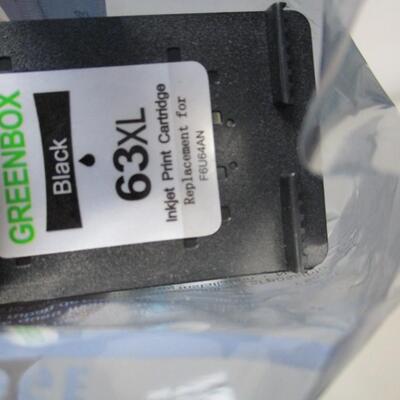 GREENBOX
Black
63XL
Inkjet Print Cartridge
Replacement for
F6U64AN